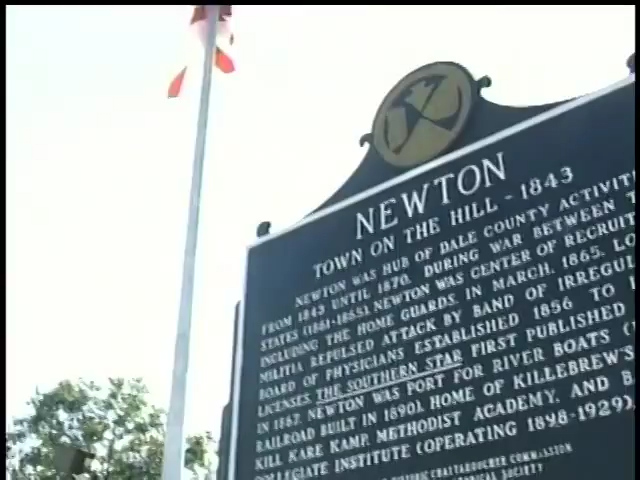 NEWTON
TOWN ON THE HILL - 1843
NEWTON WAS HUB OF DALE COUNTY ACTIVITI
FROM 1843 UNTIL 1870. DURING WAR BETWEEN T
STATES (1861-1865), NEWTON WAS CENTER OF RECRUIT
INCLUDING THE HOME GUARDS. IN MARCH, 1865, LO
MILITIA REPULSED ATTACK BY BAND OF IRREGUL
BOARD OF PHYSICIANS ESTABLISHED 1856 TO
LICENSES. THE SOUTHERN STAR FIRST PUBLISHED
IN 1867. NEWTON WAS PORT FOR RIVER BOATS (
RAILROAD BUILT IN 1890). HOME OF KILLEBREW'S
KILL KARE KAMP, METHODIST ACADEMY, AND B
COLLEGIATE INSTITUTE (OPERATING 1898-1929).
HISTORIC CHATTAHOOCHEE COMMISSION
SOCIETY